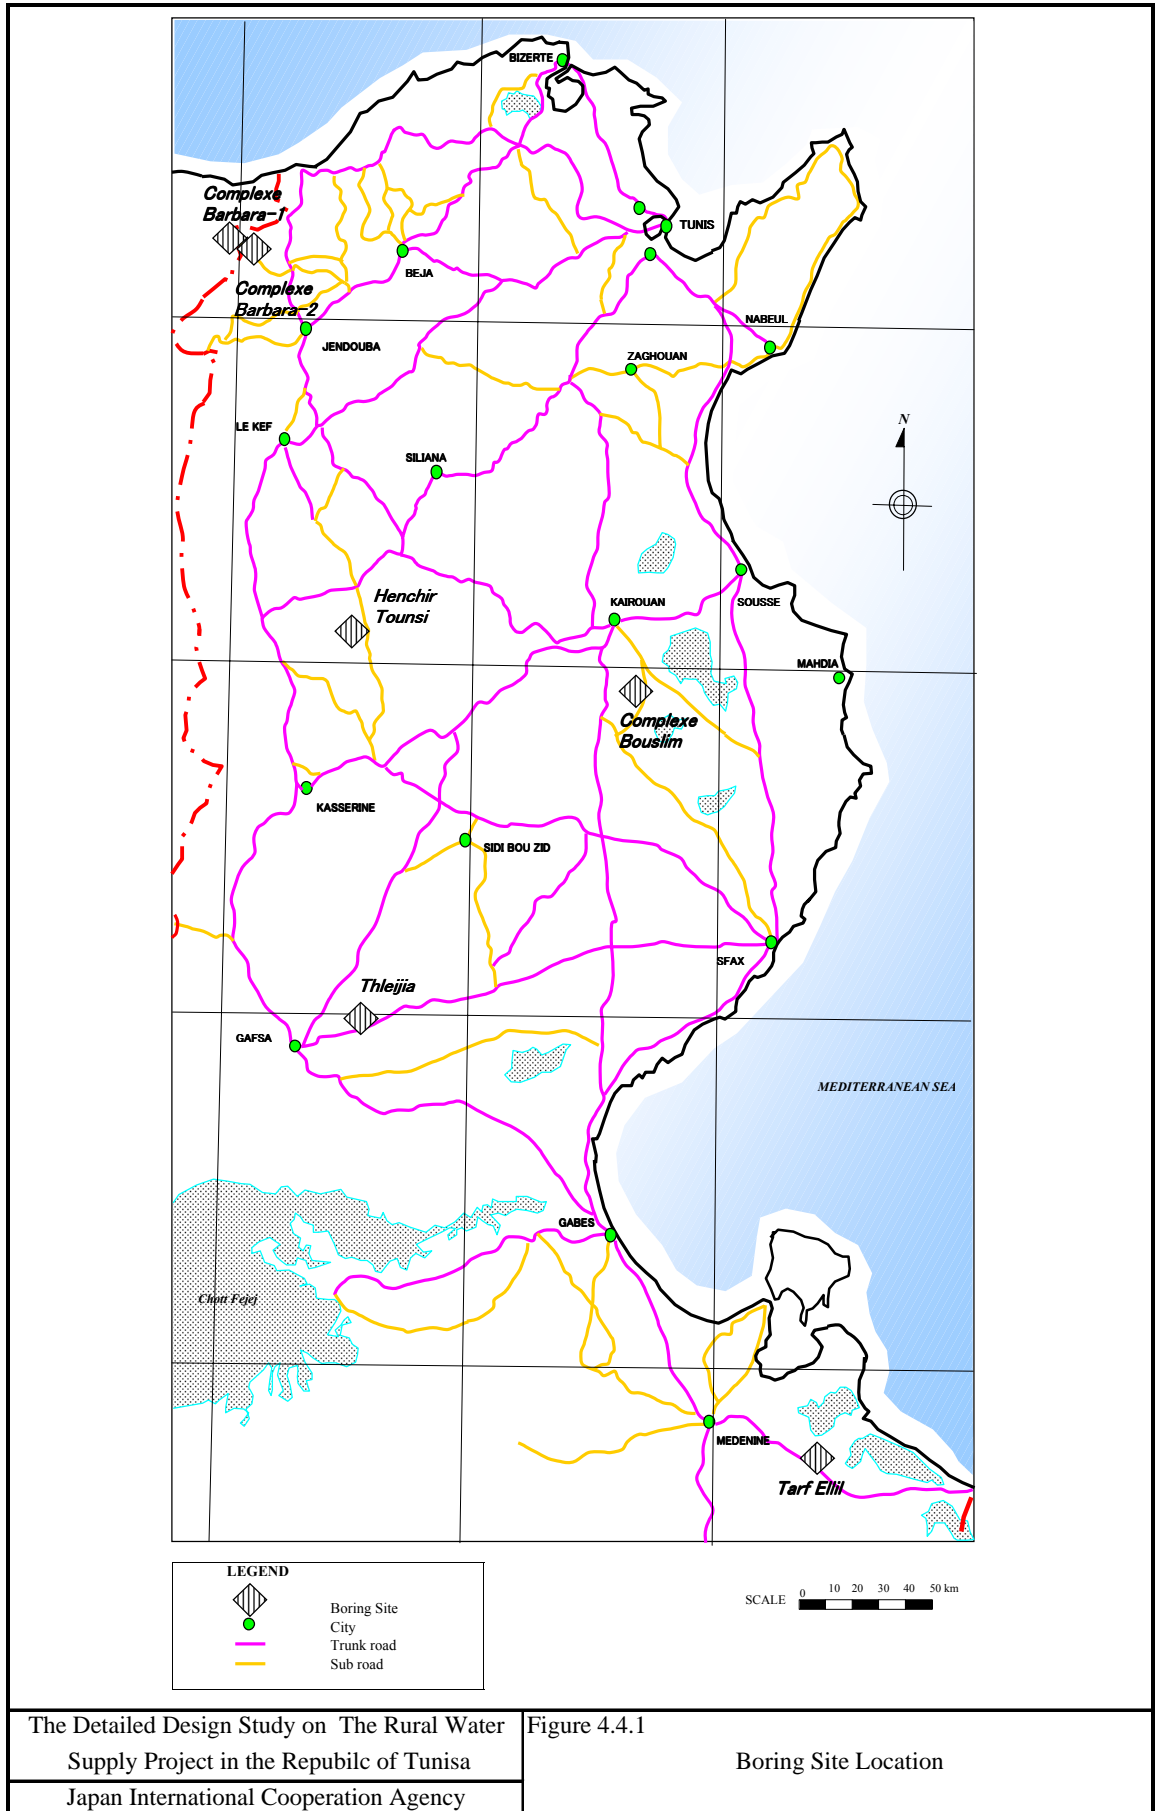 BIZERTE
Complexe
Barbara-1
TUNIS
BEJA
Complexe
Barbara-2
NABEUL
JENDOUBA
ZAGHOUAN
N
LE KEF
SILIANA
Henchir
Tounsi
KAIROUAN
SOUSSE
MAHDIA
Complexe
Bouslim
KASSERINE
SIDI BOU ZID
SFAX
Thleijia
GAFSA
MEDITERRANEAN SEA
GABES
Chott Fejej
MEDENINE
Tarf Ellil
LEGEND
Boring Site
City
Trunk road
Sub road
SCALE 0 10 20 30 40 50 km
The Detailed Design Study on The Rural Water
Supply Project in the Repubilc of Tunisa
Japan International Cooperation Agency
Figure 4.4.1
Boring Site Location